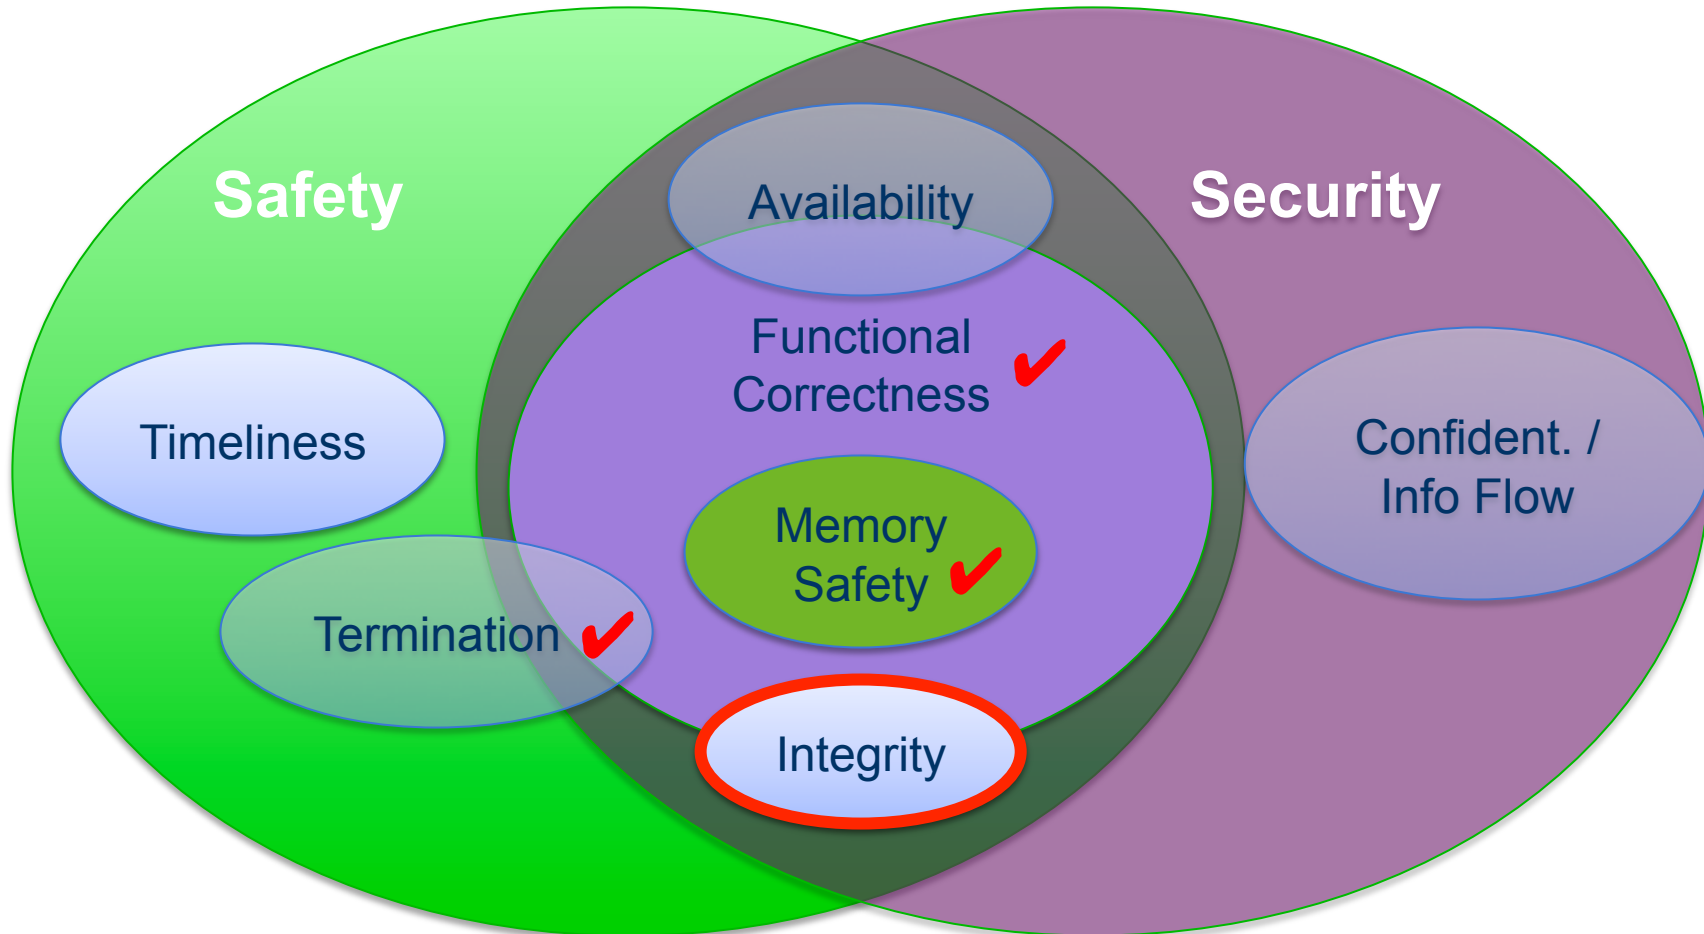 Safety
Security
Availability
Functional
Correctness
Timeliness
Confident. /
Info Flow
Memory
Safety
Termination
Integrity